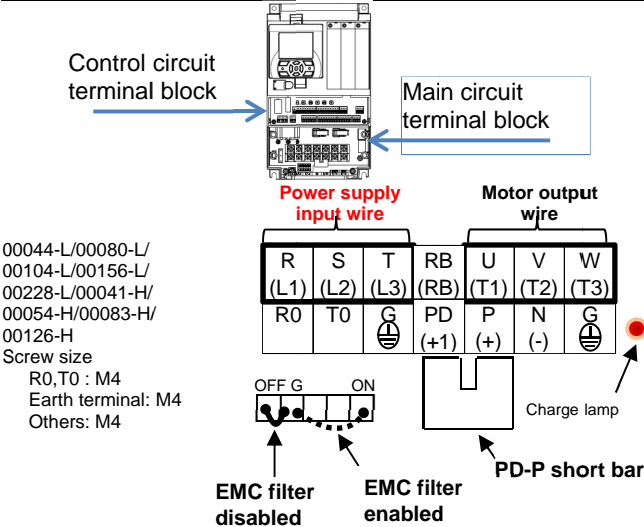 Control circuit
terminal block
Main circuit
terminal block
Power supply
input wire
Motor output
wire
00044-L/00080-L/
00104-L/00156-L/
00228-L/00041-H/
00054-H/00083-H/
00126-H
Screw size
R0,T0 : M4
Earth terminal: M4
Others: M4
R S T RB U V W
(L1) (L2) (L3) (RB) (T1) (T2) (T3)
R0 T0 G PD P N G
(+1) (+) (-)
OFF G ON
Charge lamp
PD-P short bar
EMC filter
disabled
EMC filter
enabled